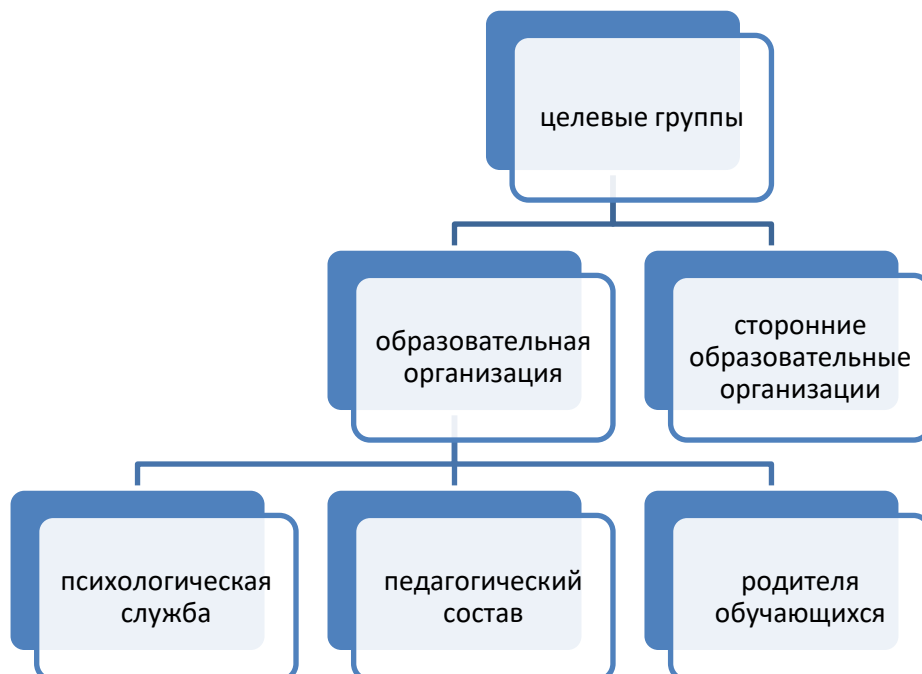 целевые группы
образовательная
организация
сторонние
образовательные
организации
психологическая
служба
педагогический
состав
родителя
обучающихся